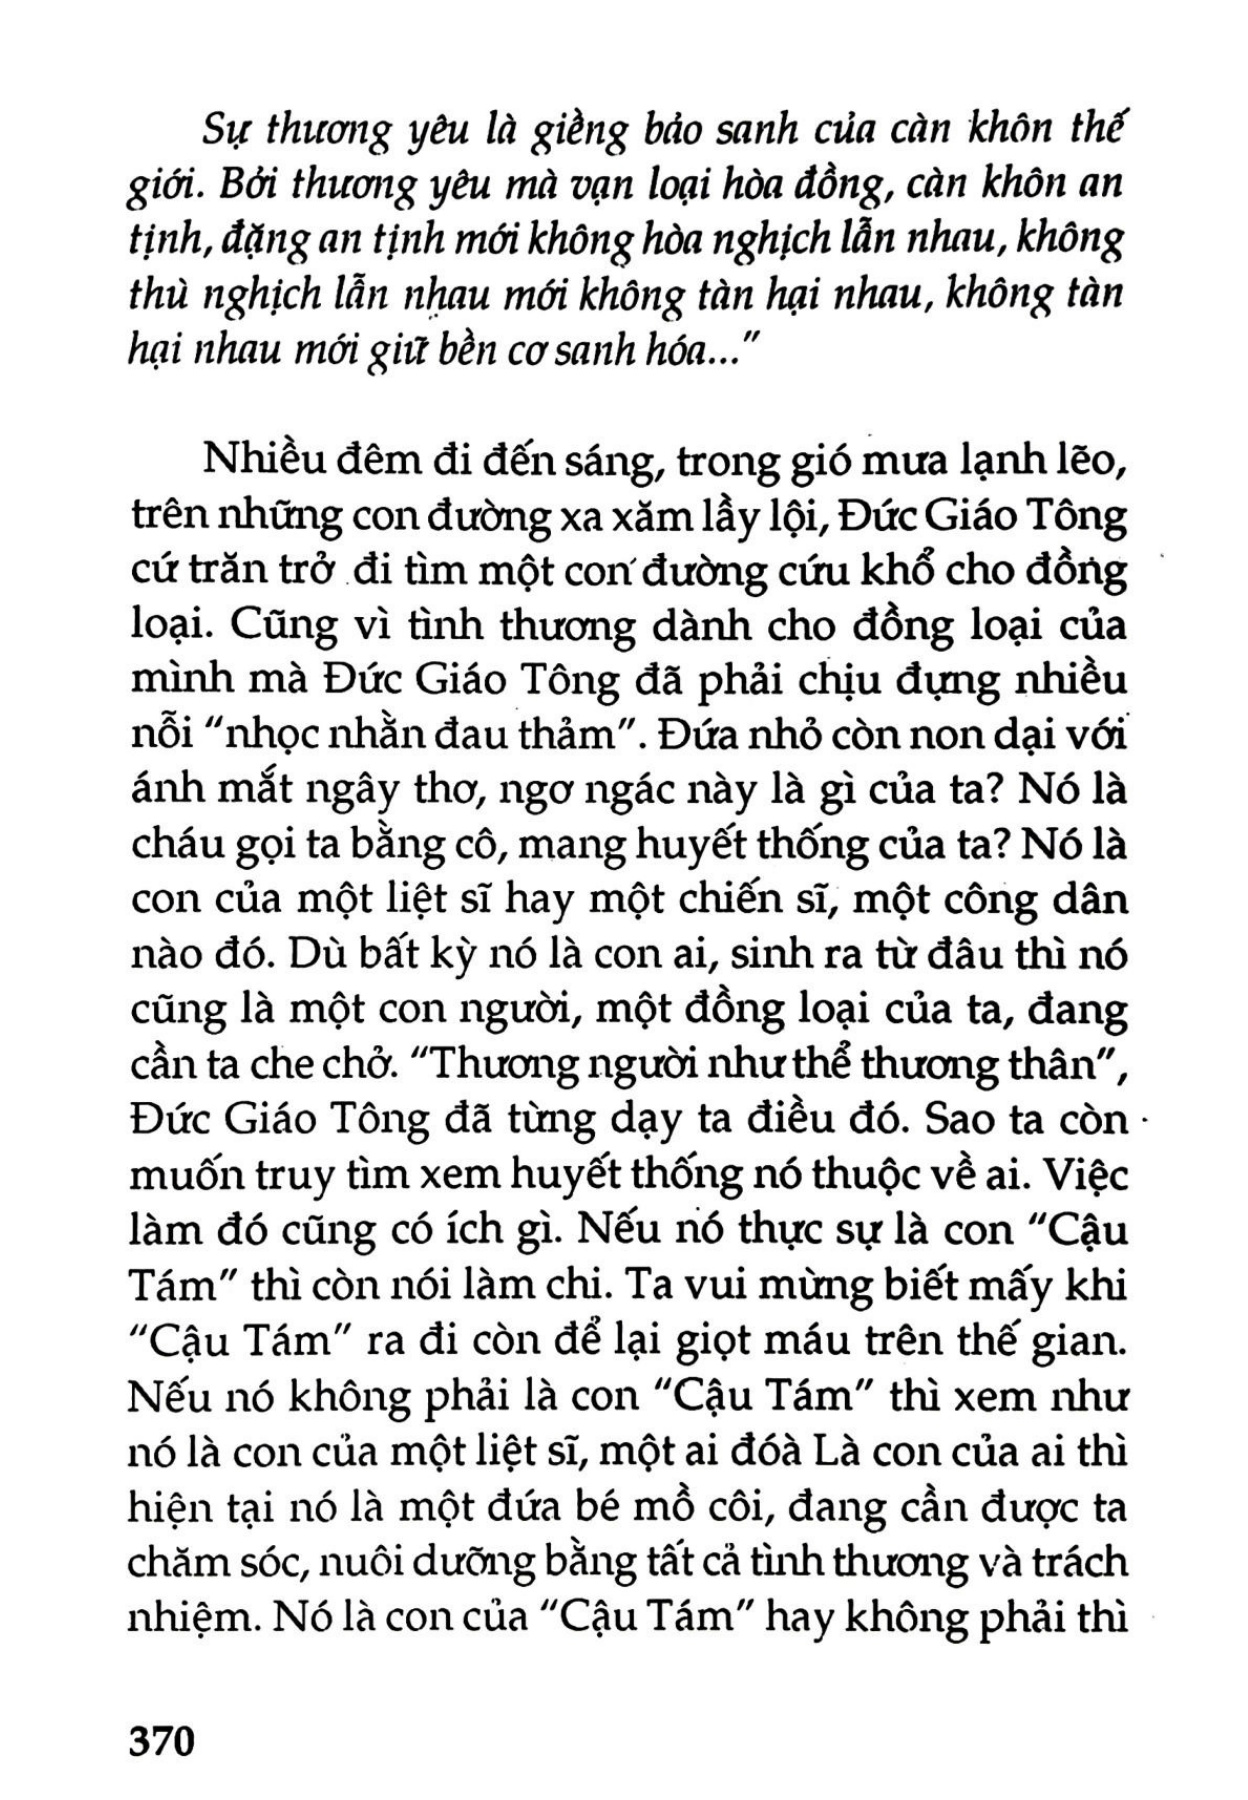 Sự thương yêu là giềng bảo sanh của càn khôn thế
giới. Bởi thương yêu mà vạn loại hòa đồng, càn khôn an
tịnh, đặng an tịnh mới không hòa nghịch lẫn nhau, không
thù nghịch lẫn nhau mới không tàn hại nhau, không tàn
hại nhau mới giữ bền cơ sanh hóa..."
Nhiều đêm đi đến sáng, trong gió mưa lạnh lẽo,
trên những con đường xa xăm lầy lội, Đức Giáo Tông
cứ trăn trở đi tìm một con đường cứu khổ cho đồng
loại. Cũng vì tình thương dành cho đồng loại của
mình mà Đức Giáo Tông đã phải chịu đựng nhiều
nỗi "nhọc nhằn đau thảm". Đứa nhỏ còn non dại với
ánh mắt ngây thơ, ngơ ngác này là gì của ta? Nó là
cháu gọi ta bằng cô, mang huyết thống của ta? Nó là
con của một liệt sĩ hay một chiến sĩ, một công dân
nào đó. Dù bất kỳ nó là con ai, sinh ra từ đâu thì nó
cũng là một con người, một đồng loại của ta, đang
cần ta che chở. "Thương người như thể thương thân",
Đức Giáo Tông đã từng dạy ta điều đó. Sao ta còn
muốn truy tìm xem huyết thống nó thuộc về ai. Việc
làm đó cũng có ích gì. Nếu nó thực sự là con "Cậu
Tám" thì còn nói làm chi. Ta vui mừng biết mấy khi
"Cậu Tám" ra đi còn để lại giọt máu trên thế gian.
Nếu nó không phải là con "Cậu Tám" thì xem như
nó là con của một liệt sĩ, một ai đóà Là con của ai thì
hiện tại nó là một đứa bé mồ côi, đang cần được ta
chăm sóc, nuôi dưỡng bằng tất cả tình thương và trách
nhiệm. Nó là con của "Cậu Tám" hay không phải thì
370